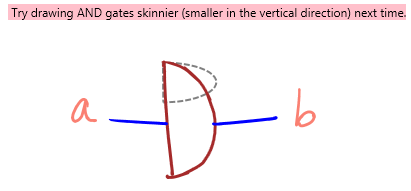 Try drawing AND gates skinnier (smaller in the vertical direction) next time.
a b